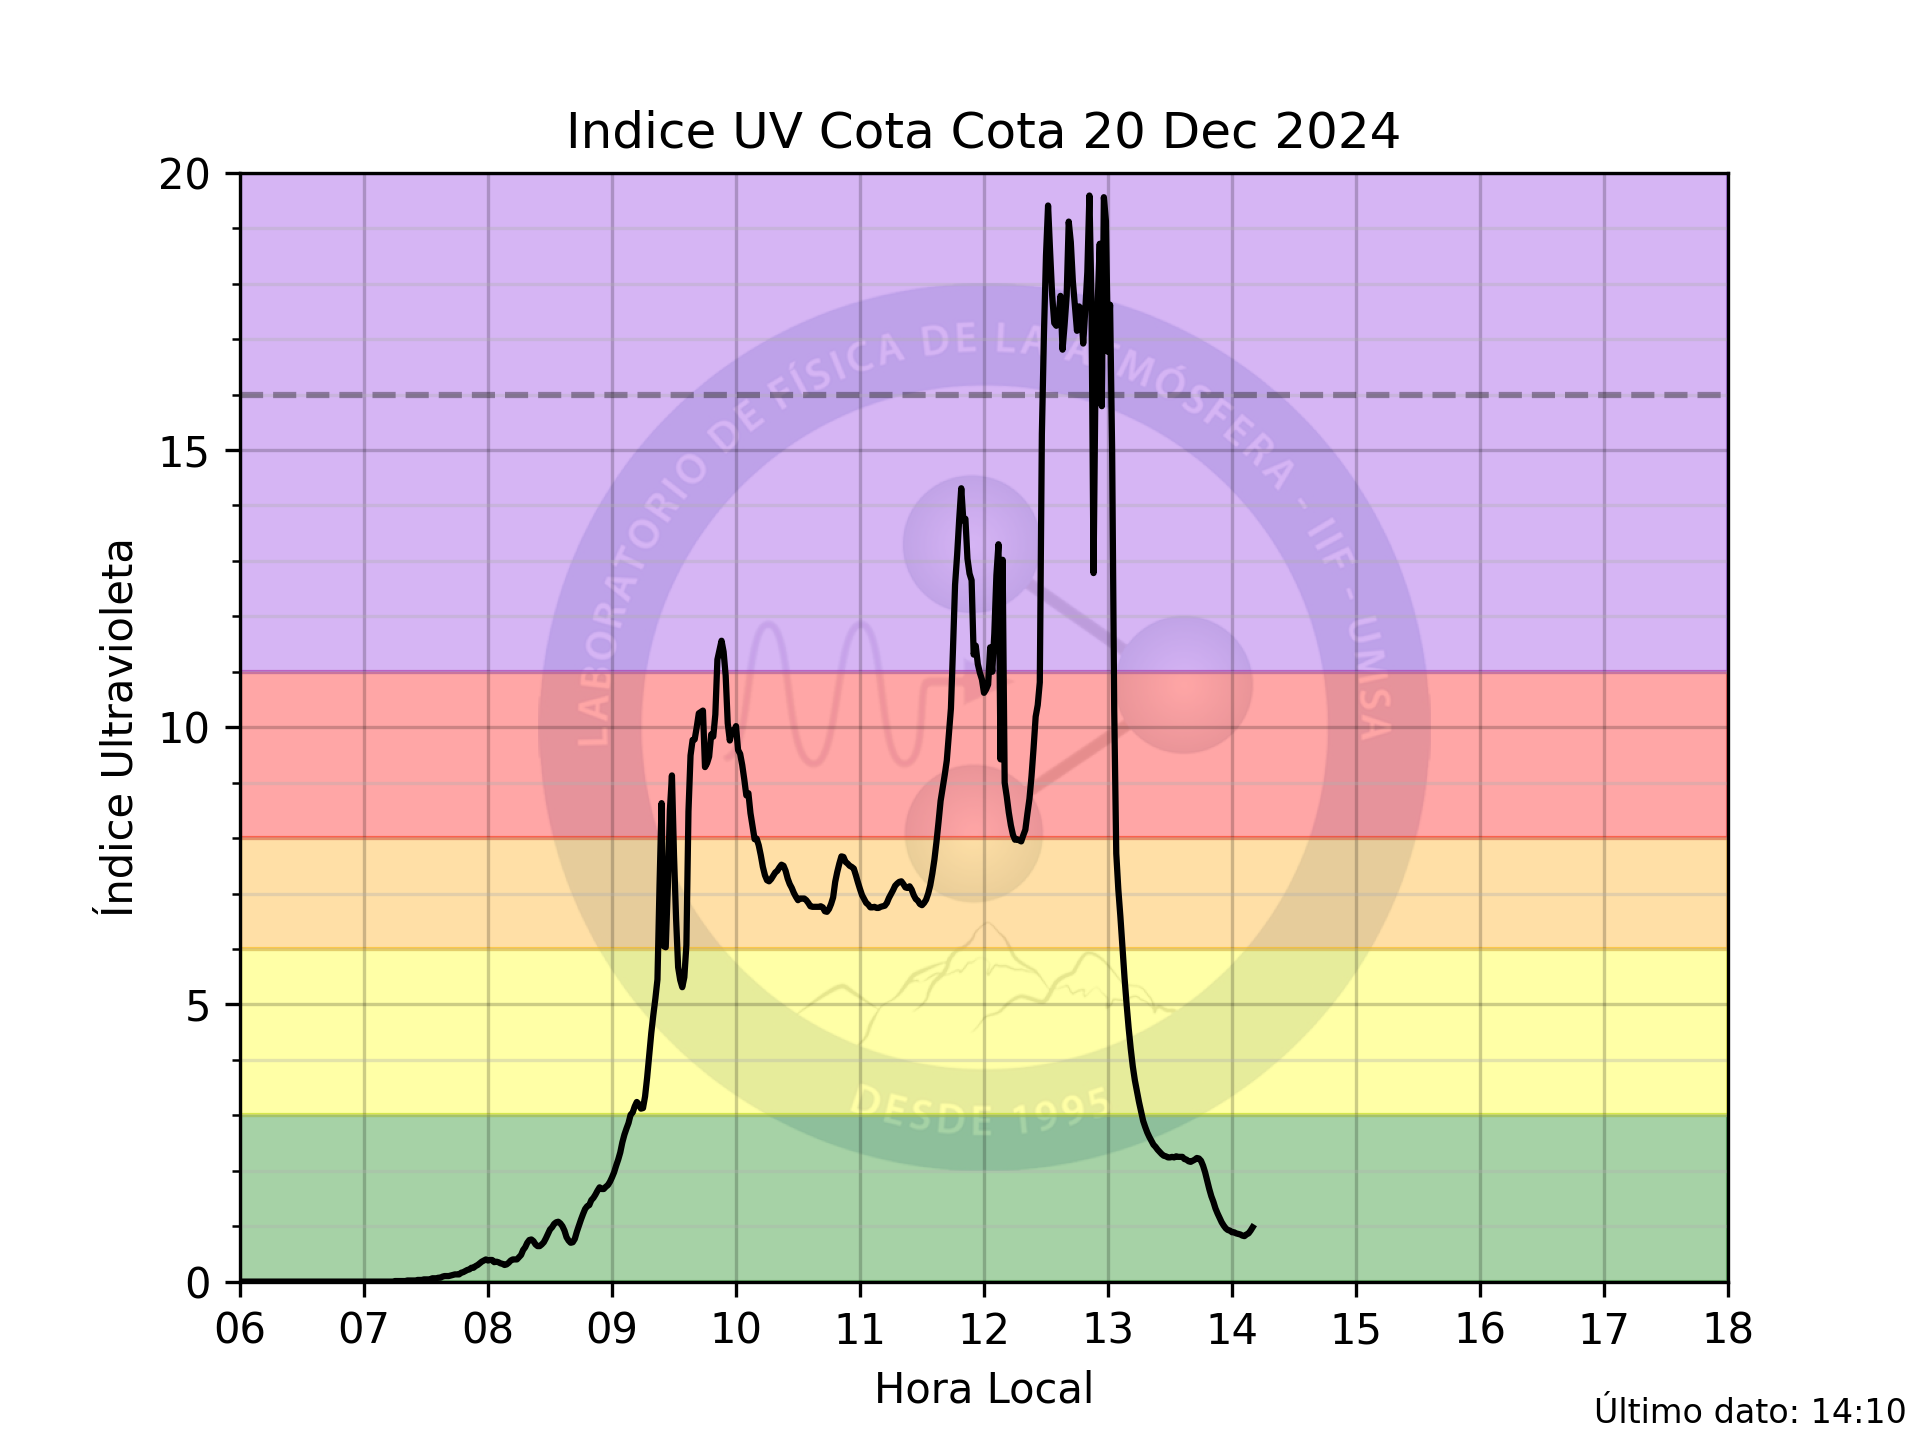 Indice UV Cota Cota 20 Dec 2024
20
15
10
5
0
Índice Ultravioleta
LABORATORIO DE FÍSICA DE LA ATMÓSFERA - IIF - UMSA
DESDE 1995
06 07 08 09 10 11 12 13 14 15 16 17 18
Hora Local
Último dato: 14:10